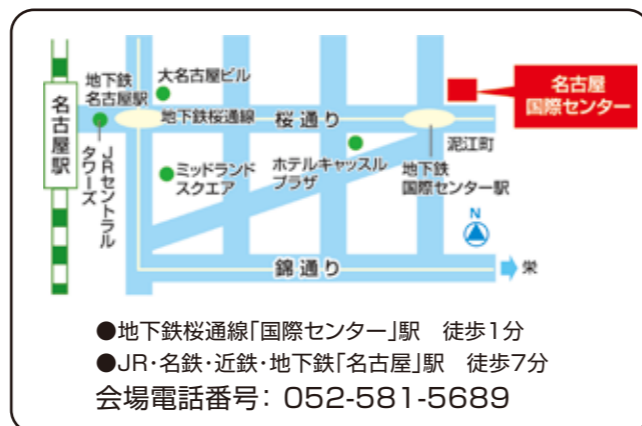 大名古屋ビル
地下鉄
名古屋駅
名古屋駅
地下鉄桜通線
桜通り
名古屋
国際センター
泥江町
JRセントラル
タワーズ
ミッドランド
スクエア
ホテルキャッスル
プラザ
地下鉄
国際センター駅
N
錦通り
栄
●地下鉄桜通線「国際センター」駅 徒歩1分
●JR・名鉄・近鉄・地下鉄「名古屋」駅 徒歩7分
会場電話番号：052-581-5689